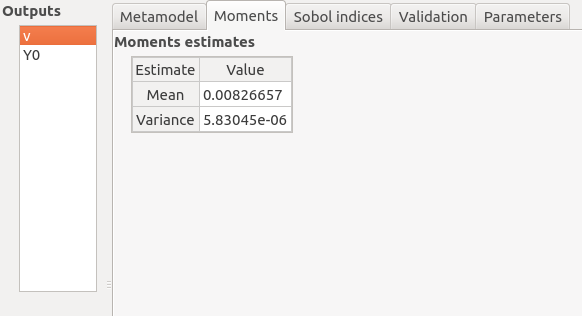 Outputs
v
Y0
Metamodel Moments Sobol indices Validation Parameters
Moments estimates
Estimate Value
Mean 0.00826657
Variance 5.83045e-06